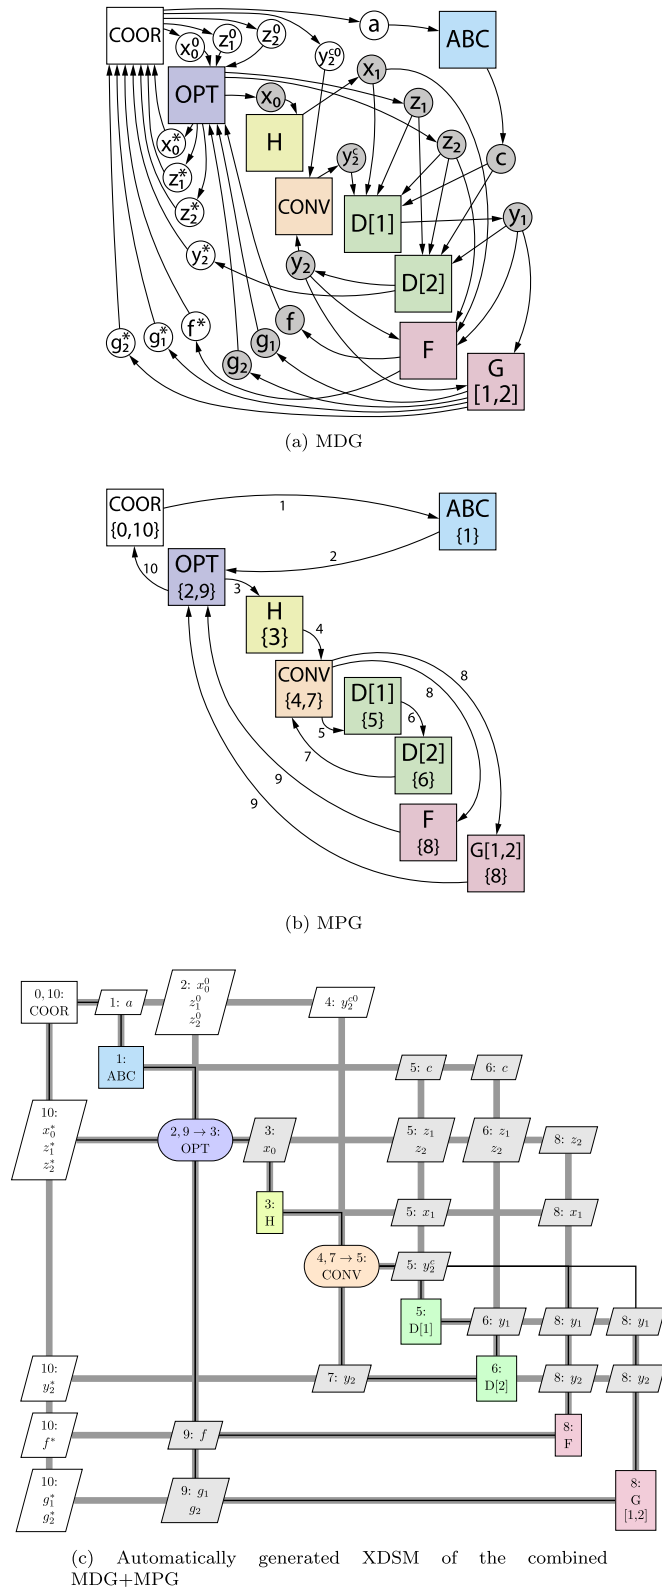 COOR
a
ABC
x₀⁰
z₁⁰
z₂⁰
y₂ᶜ⁰
OPT
x₀
x₁
z₁
z₂
H
x₀*
y₂ᶜ
c
z₁*
CONV
D[1]
y₁
z₂*
y₂*
y₂
D[2]
f
g₂*
g₁*
f*
g₂
g₁
F
G
[1,2]
(a) MDG
COOR
{0,10}
1
ABC
{1}
2
10
OPT
{2,9}
3
H
{3}
4
CONV
{4,7}
8
8
5
D[1]
{5}
6
7
D[2]
{6}
9
9
F
{8}
G[1,2]
{8}
(b) MPG
0, 10:
COOR
1: a
2: x₀⁰
z₁⁰
z₂⁰
4: y₂ᶜ⁰
1:
ABC
5: c
6: c
10:
x₀*
z₁*
z₂*
2, 9 → 3:
OPT
3:
x₀
5: z₁
z₂
6: z₁
z₂
8: z₂
3:
H
5: x₁
8: x₁
4, 7 → 5:
CONV
5: y₂ᶜ
5:
D[1]
6: y₁
8: y₁
8: y₁
10:
y₂*
7: y₂
6:
D[2]
8: y₂
8: y₂
10:
f*
9: f
8:
F
10:
g₁*
g₂*
9: g₁
g₂
8:
G
[1,2]
(c) Automatically generated XDSM of the combined
MDG+MPG